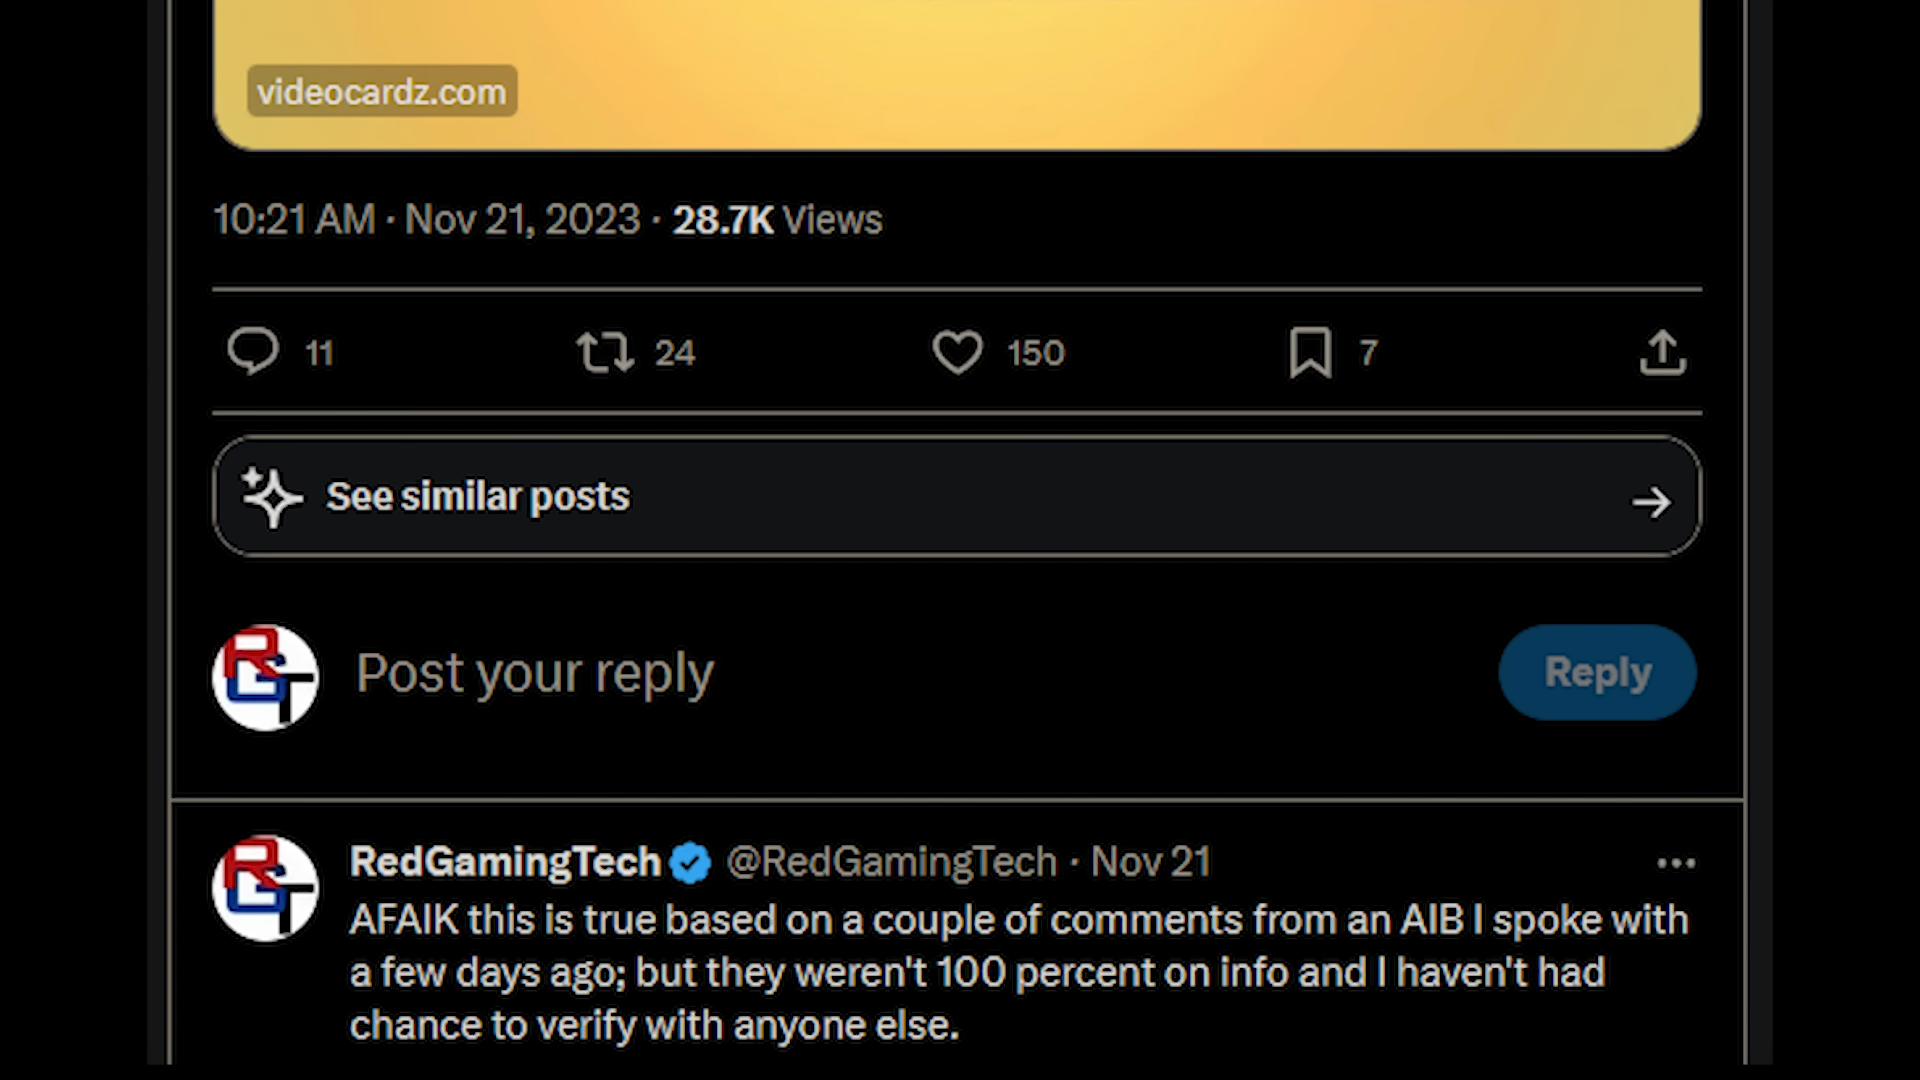 videocardz.com
10:21 AM · Nov 21, 2023 · 28.7K Views
11 24 150 7
See similar posts
Post your reply
Reply
RedGamingTech @RedGamingTech · Nov 21
AFAIK this is true based on a couple of comments from an AIB I spoke with
a few days ago; but they weren't 100 percent on info and I haven't had
chance to verify with anyone else.